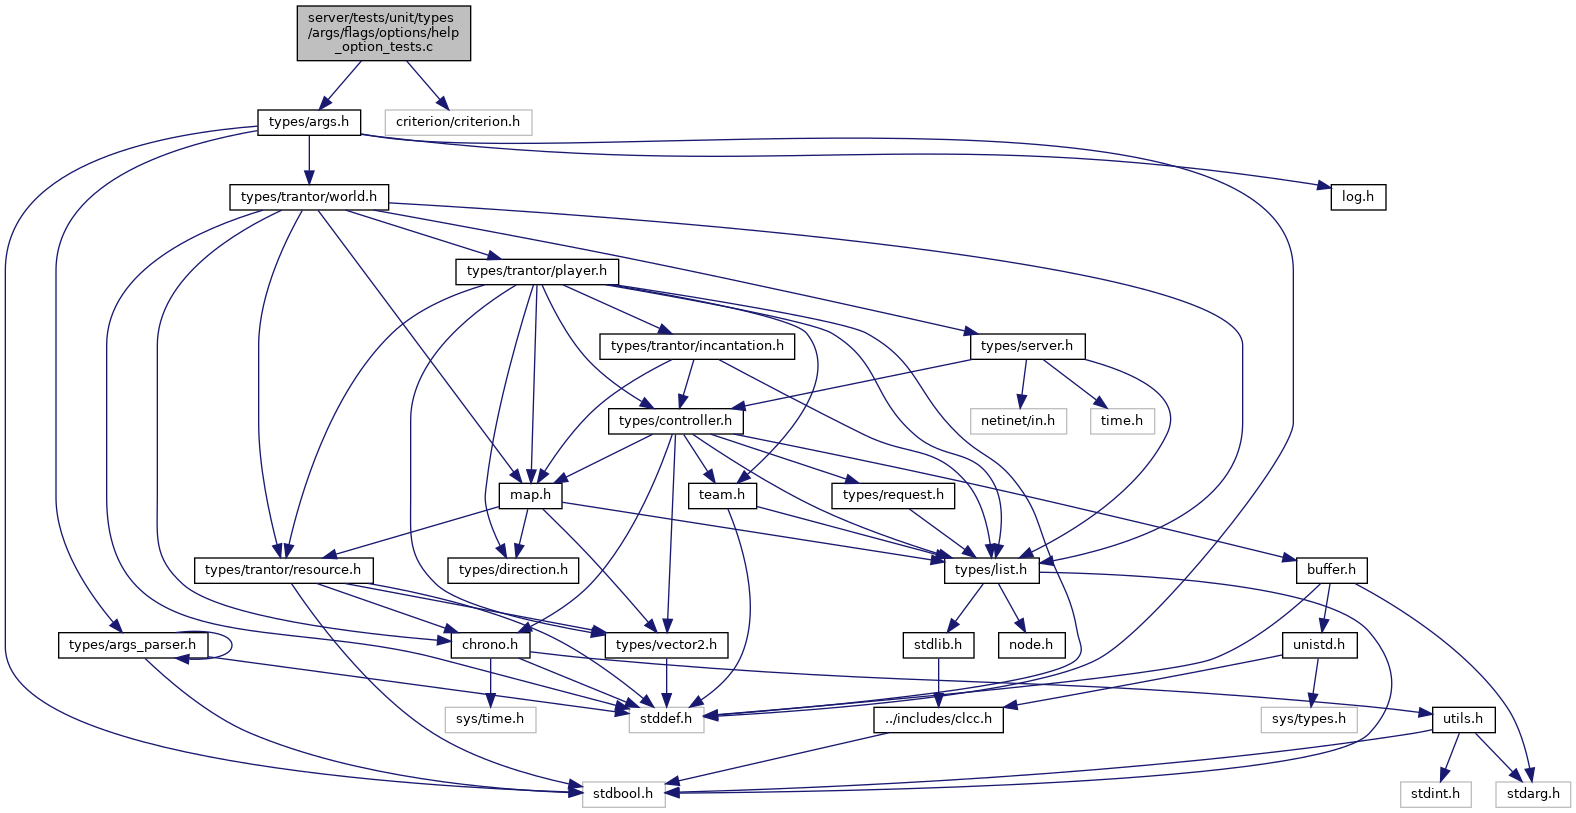 server/tests/unit/types
/args/flags/options/help
_option_tests.c
types/args.h
criterion/criterion.h
types/trantor/world.h
log.h
types/trantor/player.h
types/trantor/incantation.h
types/server.h
types/controller.h
netinet/in.h
time.h
map.h
team.h
types/request.h
types/trantor/resource.h
types/direction.h
types/list.h
buffer.h
types/args_parser.h
chrono.h
types/vector2.h
stdlib.h
node.h
unistd.h
sys/time.h
stddef.h
../includes/clcc.h
sys/types.h
utils.h
stdbool.h
stdint.h
stdarg.h